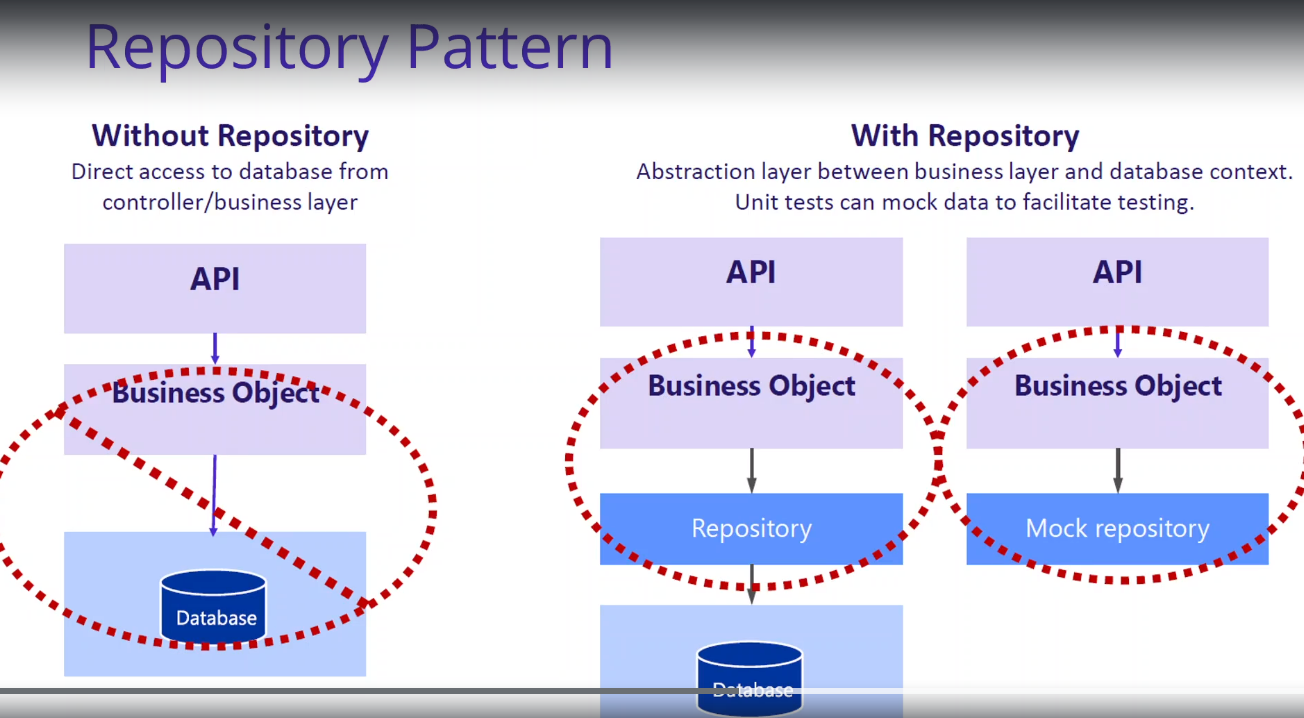 Repository Pattern
Without Repository
Direct access to database from
controller/business layer
API
Business Object
Database
With Repository
Abstraction layer between business layer and database context.
Unit tests can mock data to facilitate testing.
API
Business Object
Repository
Database
API
Business Object
Mock repository